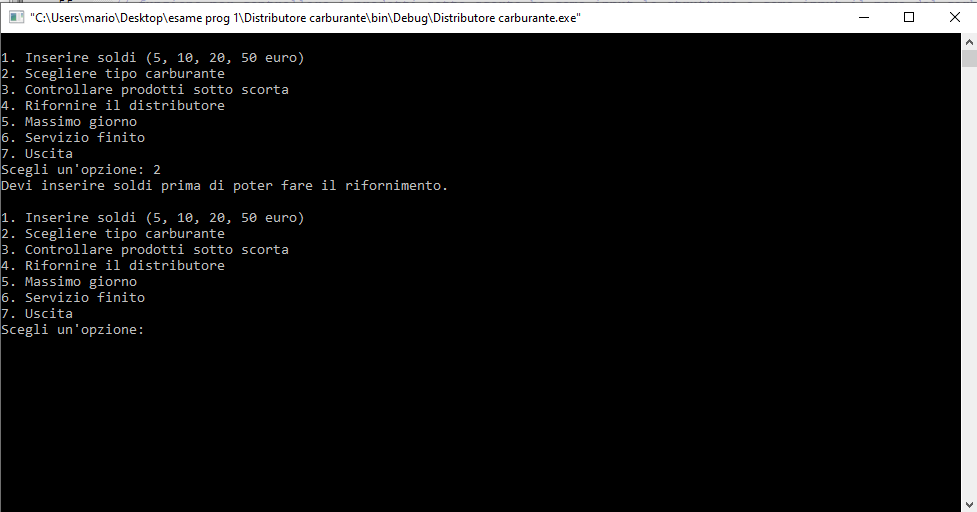 "C:\Users\mario\Desktop\esame prog 1\Distributore carburante\bin\Debug\Distributore carburante.exe"
1. Inserire soldi (5, 10, 20, 50 euro)
2. Scegliere tipo carburante
3. Controllare prodotti sotto scorta
4. Rifornire il distributore
5. Massimo giorno
6. Servizio finito
7. Uscita
Scegli un'opzione: 2
Devi inserire soldi prima di poter fare il rifornimento.
1. Inserire soldi (5, 10, 20, 50 euro)
2. Scegliere tipo carburante
3. Controllare prodotti sotto scorta
4. Rifornire il distributore
5. Massimo giorno
6. Servizio finito
7. Uscita
Scegli un'opzione: